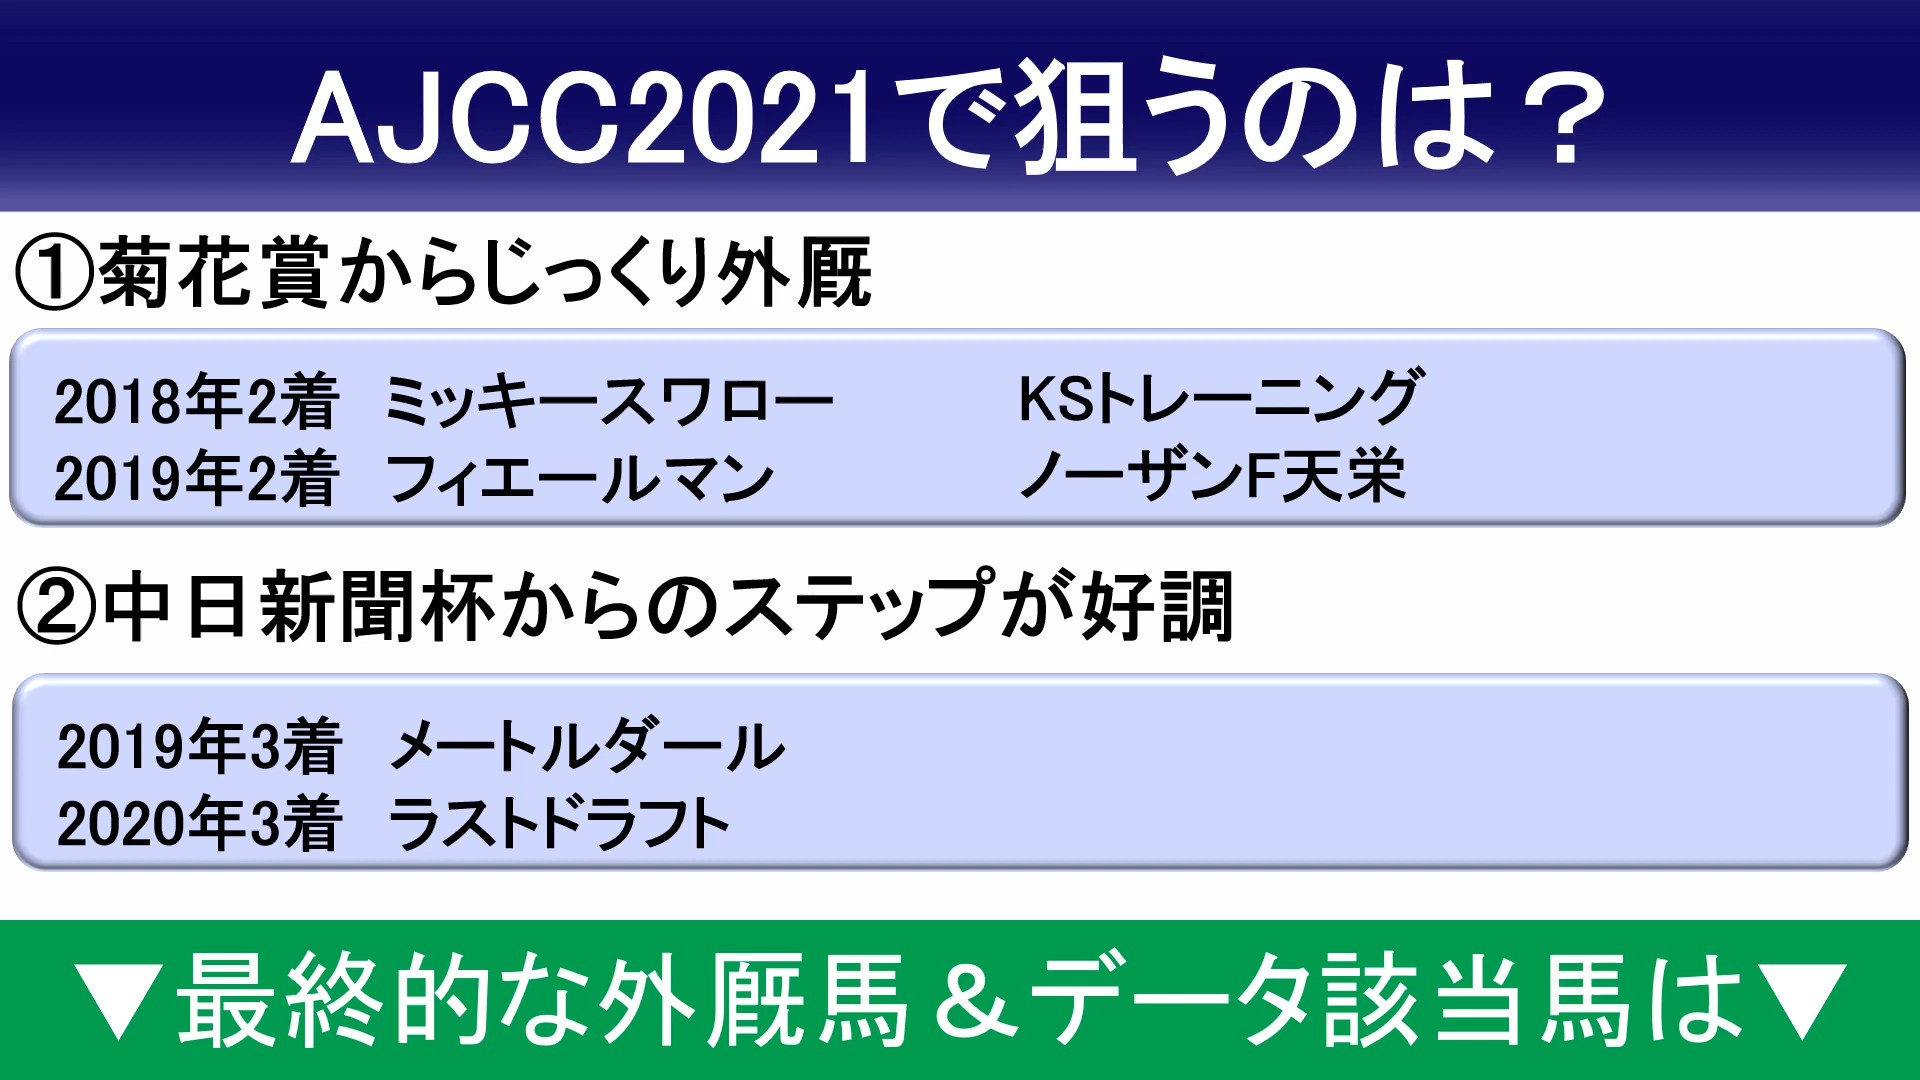 AJCC2021で狙うのは？
①菊花賞からじっくり外厩
2018年2着　ミッキースワロー　KSトレーニング
2019年2着　フィエールマン　ノーザンF天栄
②中日新聞杯からのステップが好調
2019年3着　メートルダール
2020年3着　ラストドラフト
▼最終的な外厩馬＆データ該当馬は▼